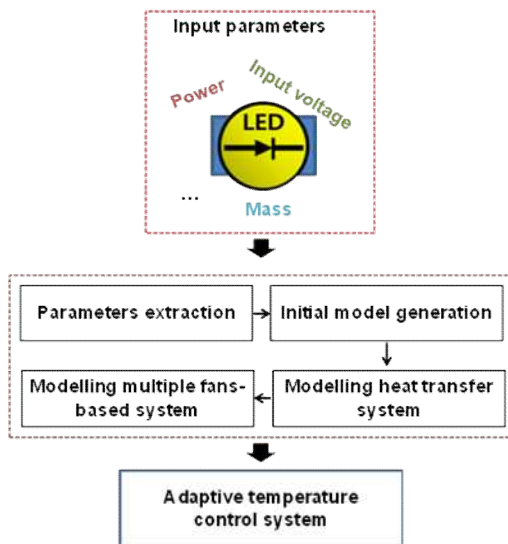 Input parameters
Power
Input voltage
LED
...
Mass
Parameters extraction
Initial model generation
Modelling multiple fans-
based system
Modelling heat transfer
system
Adaptive temperature
control system